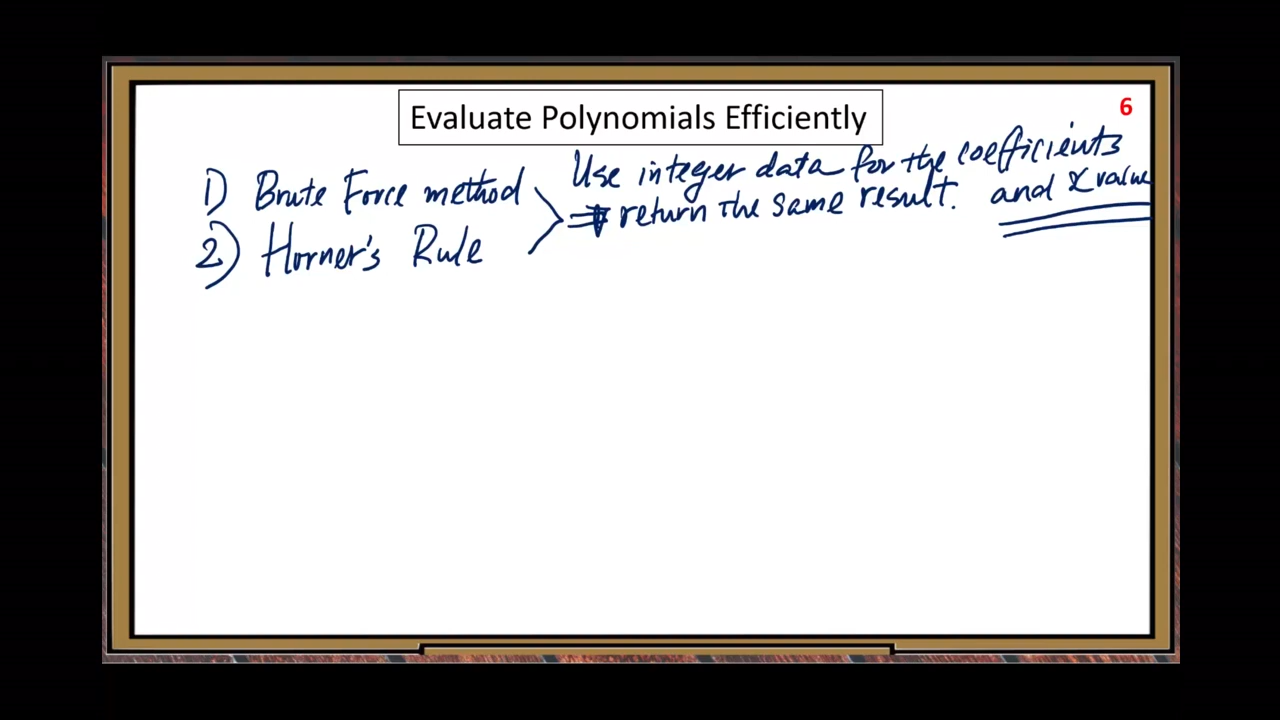 Evaluate Polynomials Efficiently
6
1) Brute Force method
2) Horner's Rule
Use integer data for the coefficients
and x value
⇒ return the same result.